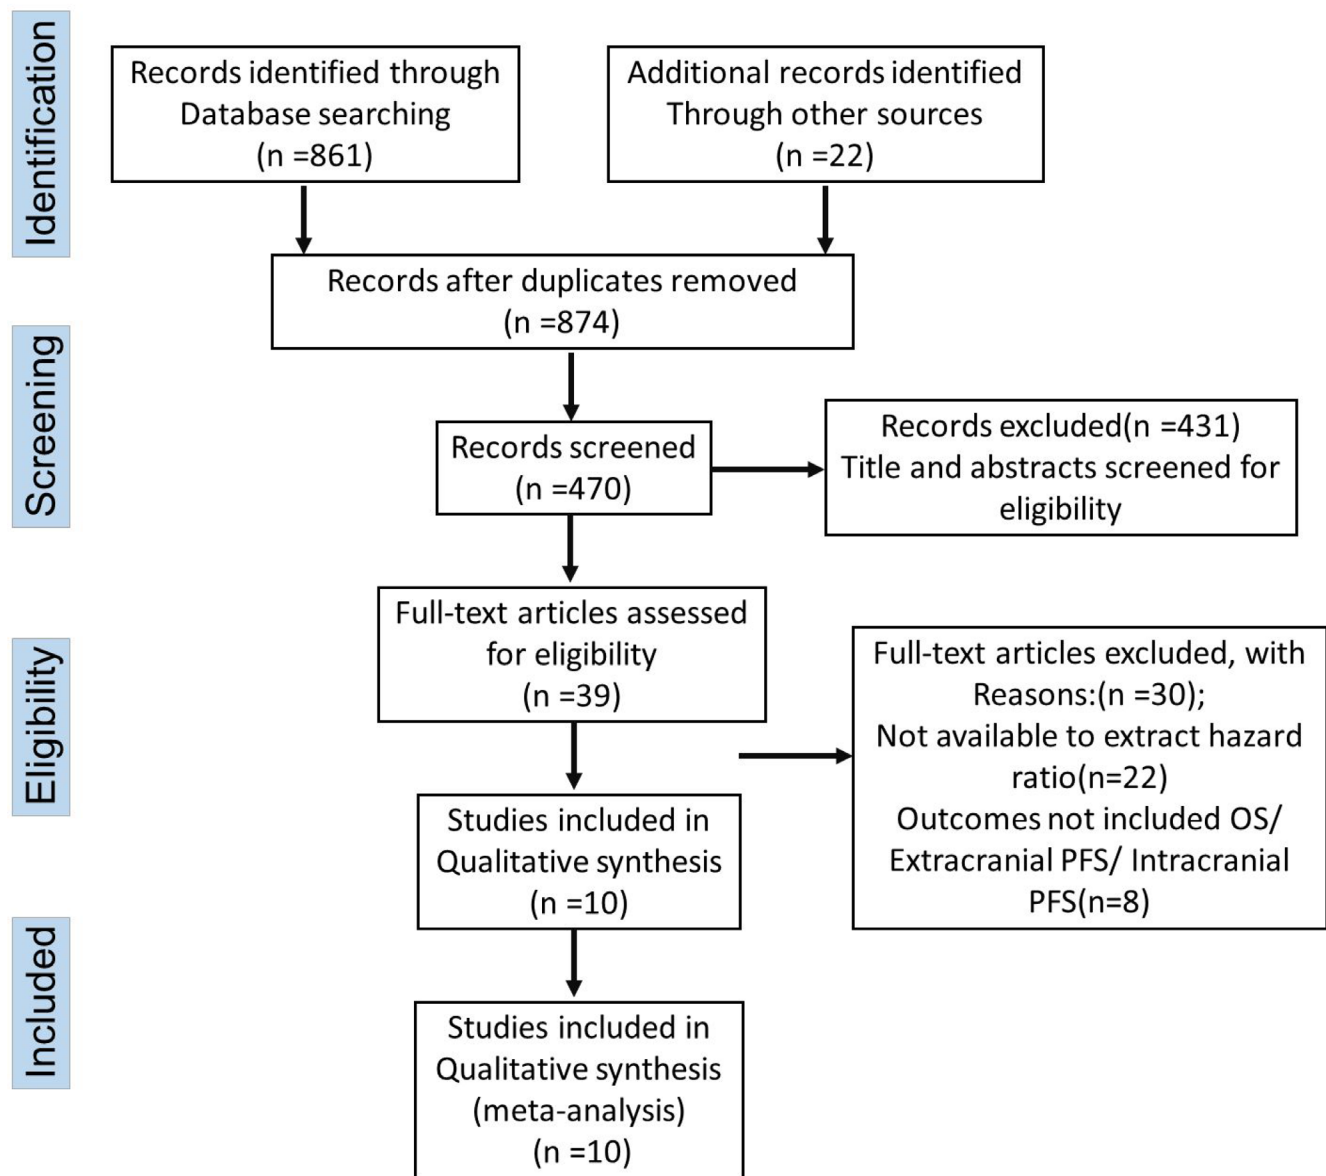 Identification
Records identified through
Database searching
(n =861)
Additional records identified
Through other sources
(n =22)
Records after duplicates removed
(n =874)
Screening
Records screened
(n =470)
Records excluded(n =431)
Title and abstracts screened for
eligibility
Eligibility
Full-text articles assessed
for eligibility
(n =39)
Full-text articles excluded, with
Reasons:(n =30);
Not available to extract hazard
ratio(n=22)
Outcomes not included OS/
Extracranial PFS/ Intracranial
PFS(n=8)
Studies included in
Qualitative synthesis
(n =10)
Included
Studies included in
Qualitative synthesis
(meta-analysis)
(n =10)